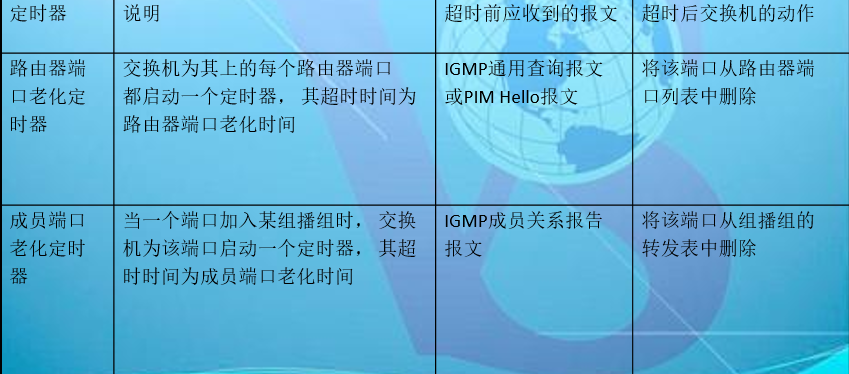 定时器
说明
超时前应收到的报文
超时后交换机的动作
路由器端
口老化定
时器
交换机为其上的每个路由器端口
都启动一个定时器， 其超时时间为
路由器端口老化时间
IGMP通用查询报文
或PIM Hello报文
将该端口从路由器端
口列表中删除
成员端口
老化定时
器
当一个端口加入某组播组时， 交换
机为该端口启动一个定时器， 其超
时时间为成员端口老化时间
IGMP成员关系报告
报文
将该端口从组播组的
转发表中删除